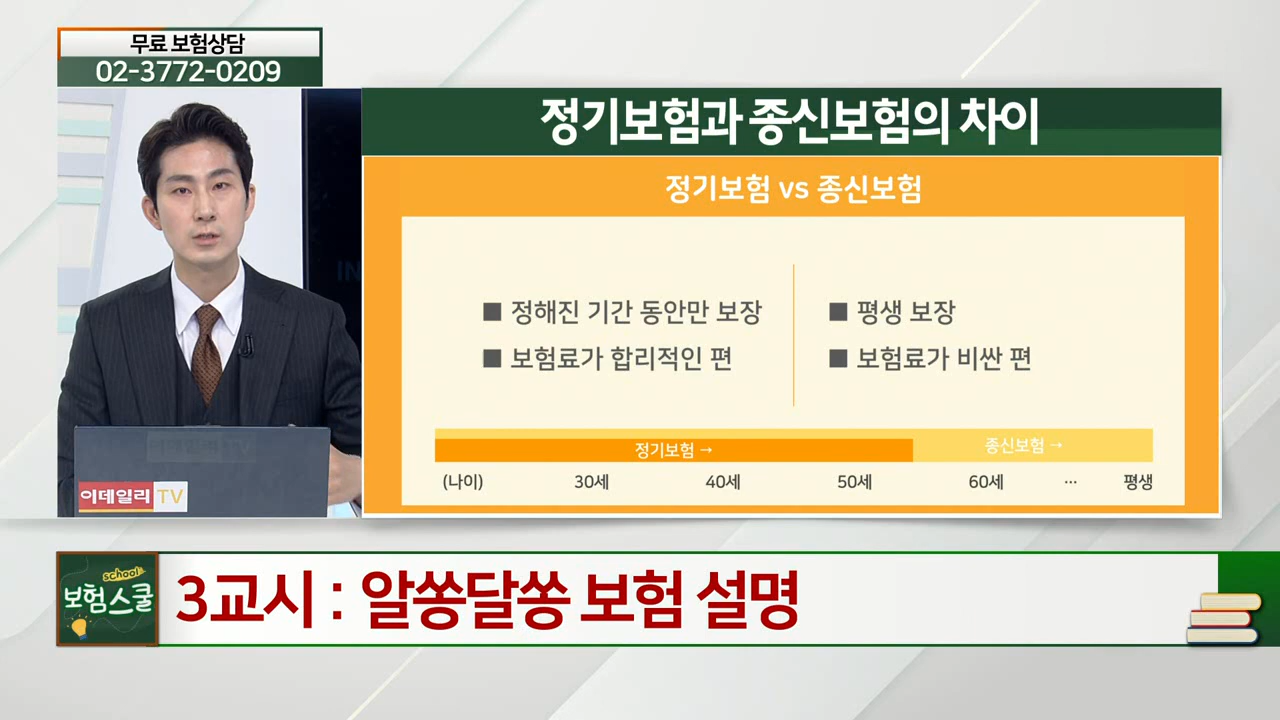 무료 보험상담
02-3772-0209
정기보험과 종신보험의 차이
정기보험 vs 종신보험
■ 정해진 기간 동안만 보장
■ 보험료가 합리적인 편
■ 평생 보장
■ 보험료가 비싼 편
정기보험 →
종신보험 →
(나이) 30세 40세 50세 60세 ··· 평생
이데일리 TV
이데일리TV
school
보험스쿨
3교시 : 알쏭달쏭 보험 설명